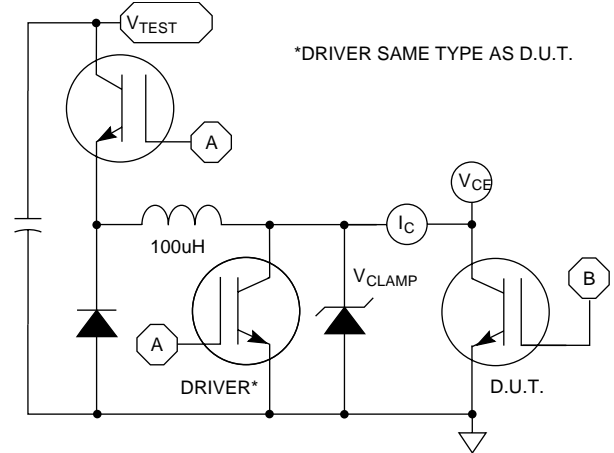 VTEST
*DRIVER SAME TYPE AS D.U.T.
A
VCE
IC
100uH
VCLAMP
B
A
DRIVER*
D.U.T.